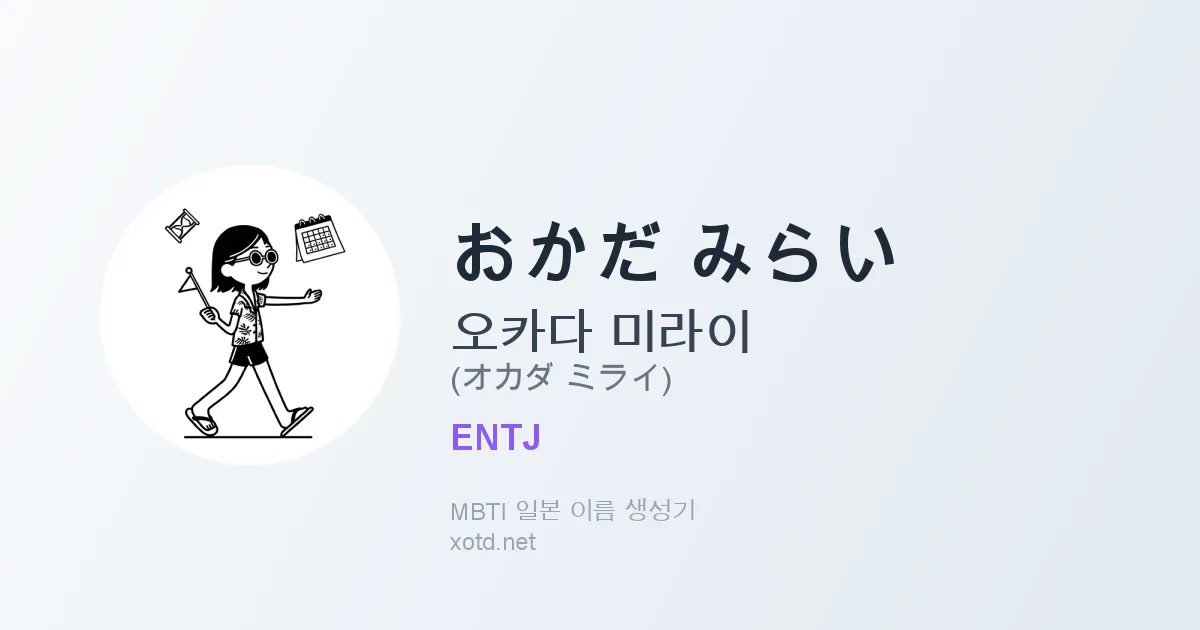 おかだ みらい
오카다 미라이
(オカダ ミライ)
ENTJ
MBTI 일본 이름 생성기
xotd.net